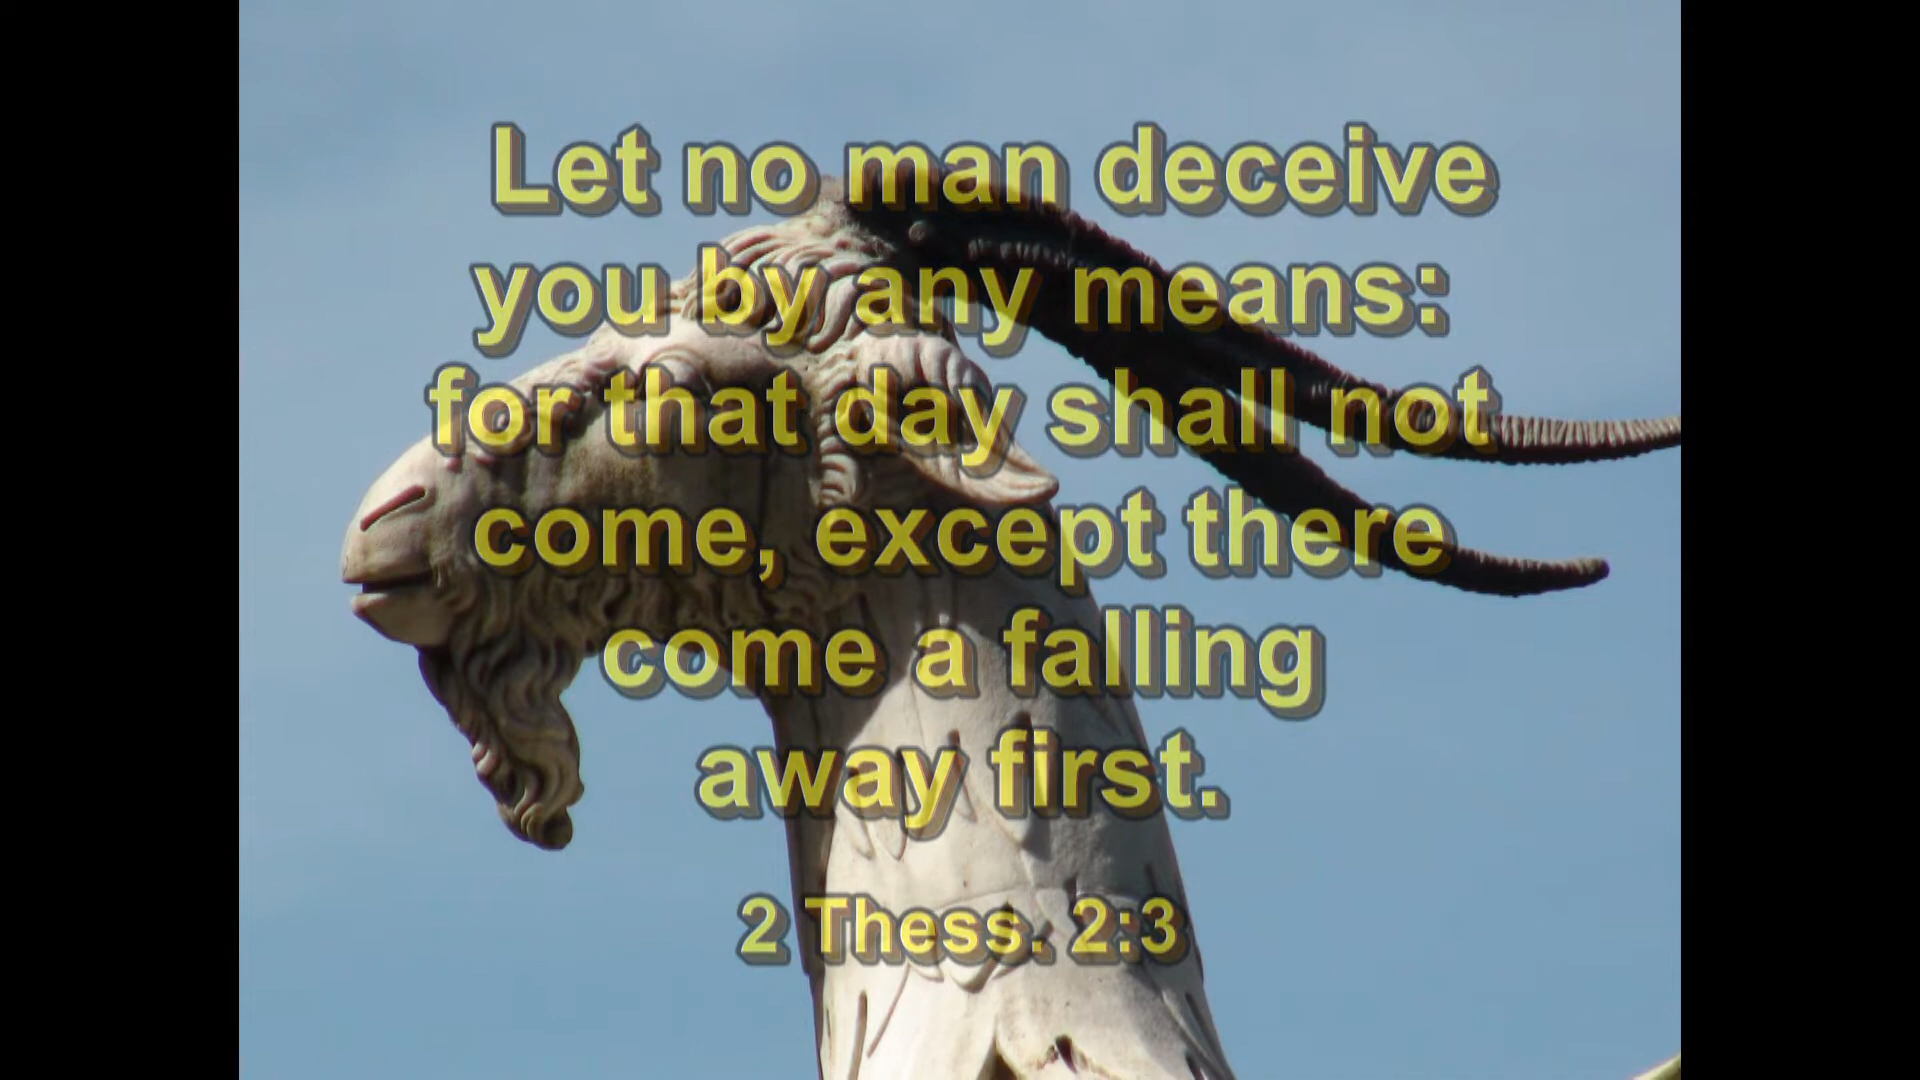 Let no man deceive
you by any means:
for that day shall not
come, except there
come a falling
away first.
2 Thess. 2:3